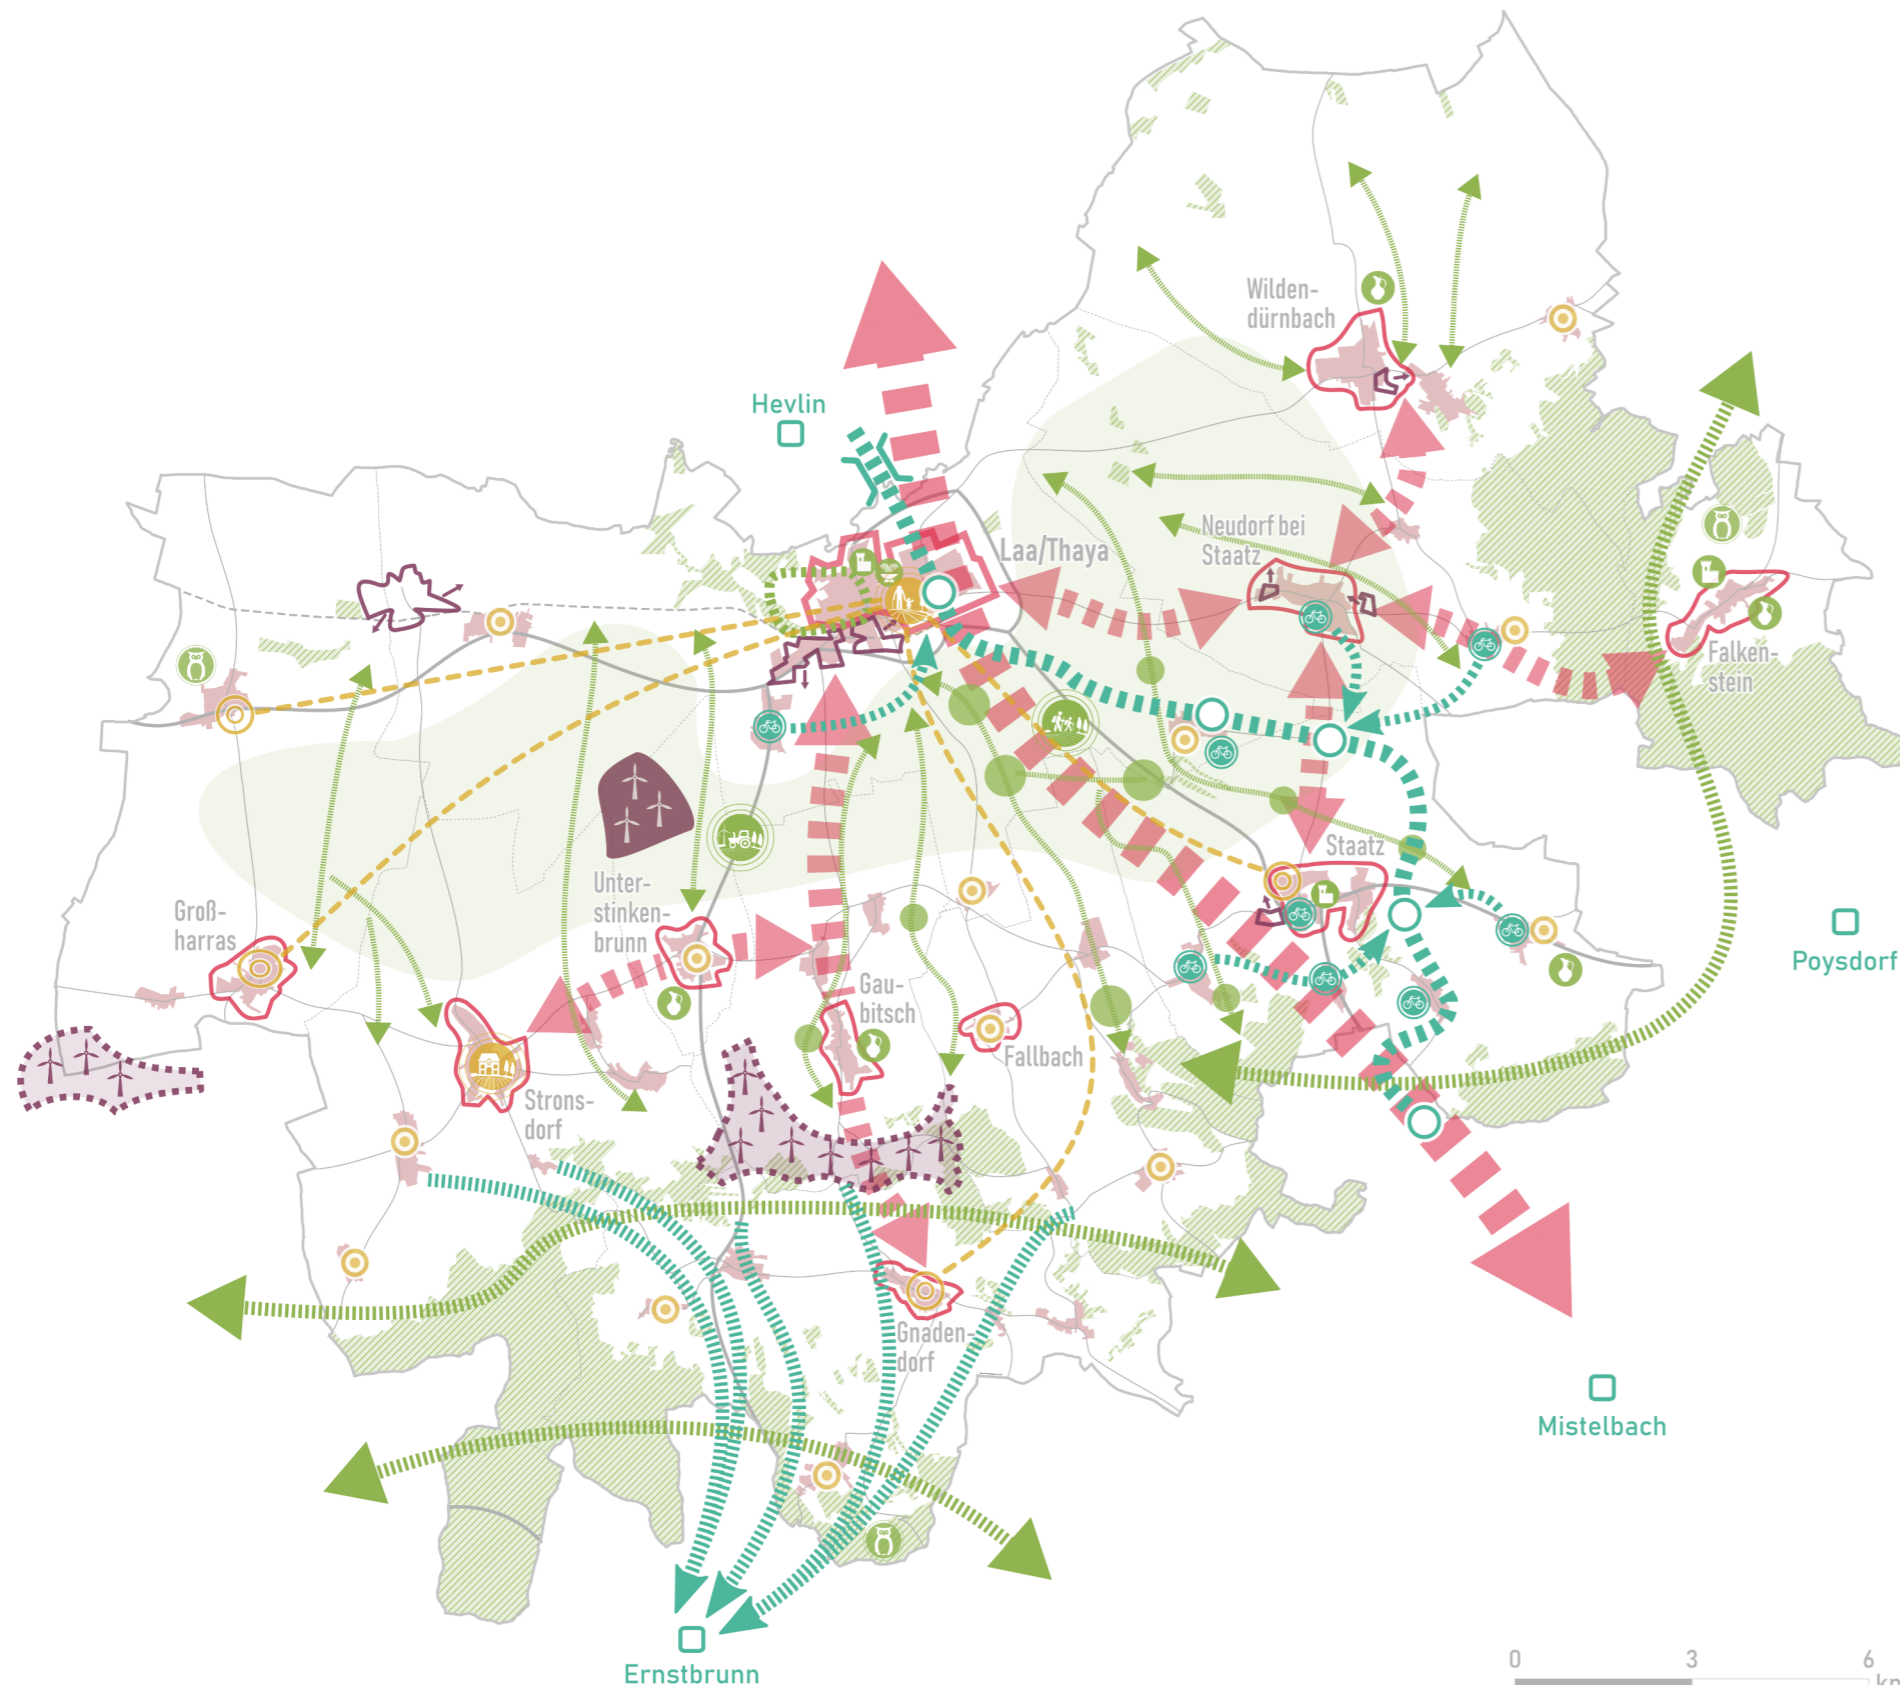 Wilden-
dürnbach
Hevlin
Neudorf bei
Staatz
Laa/Thaya
Falken-
stein
Staatz
Unter-
stinken-
brunn
Groß-
harras
Poysdorf
Gau-
bitsch
Fallbach
Strons-
dorf
Gnaden-
dorf
Mistelbach
Ernstbrunn
0 3 6